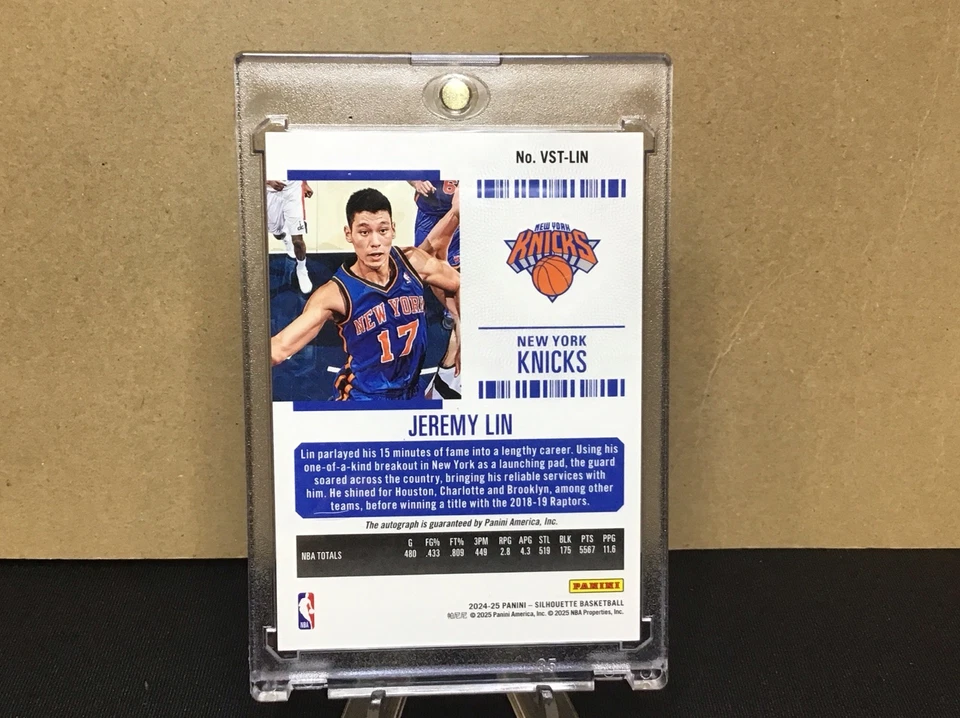 No. VST-LIN
NEW YORK
KNICKS
NEW YORK
17
NEW YORK
KNICKS
JEREMY LIN
Lin parlayed his 15 minutes of fame into a lengthy career. Using his
one-of-a-kind breakout in New York as a launching pad, the guard
soared across the country, bringing his reliable services with
him. He shined for Houston, Charlotte and Brooklyn, among other
teams, before winning a title with the 2018-19 Raptors.
The autograph is guaranteed by Panini America, Inc.
G FG% FT% 3PM RPG APG STL BLK PTS PPG
NBA TOTALS 480 .433 .809 449 2.8 4.3 519 175 5567 11.6
PANINI
2024-25 PANINI – SILHOUETTE BASKETBALL
帕尼尼 © 2025 Panini America, Inc. © 2025 NBA Properties, Inc.
NBA